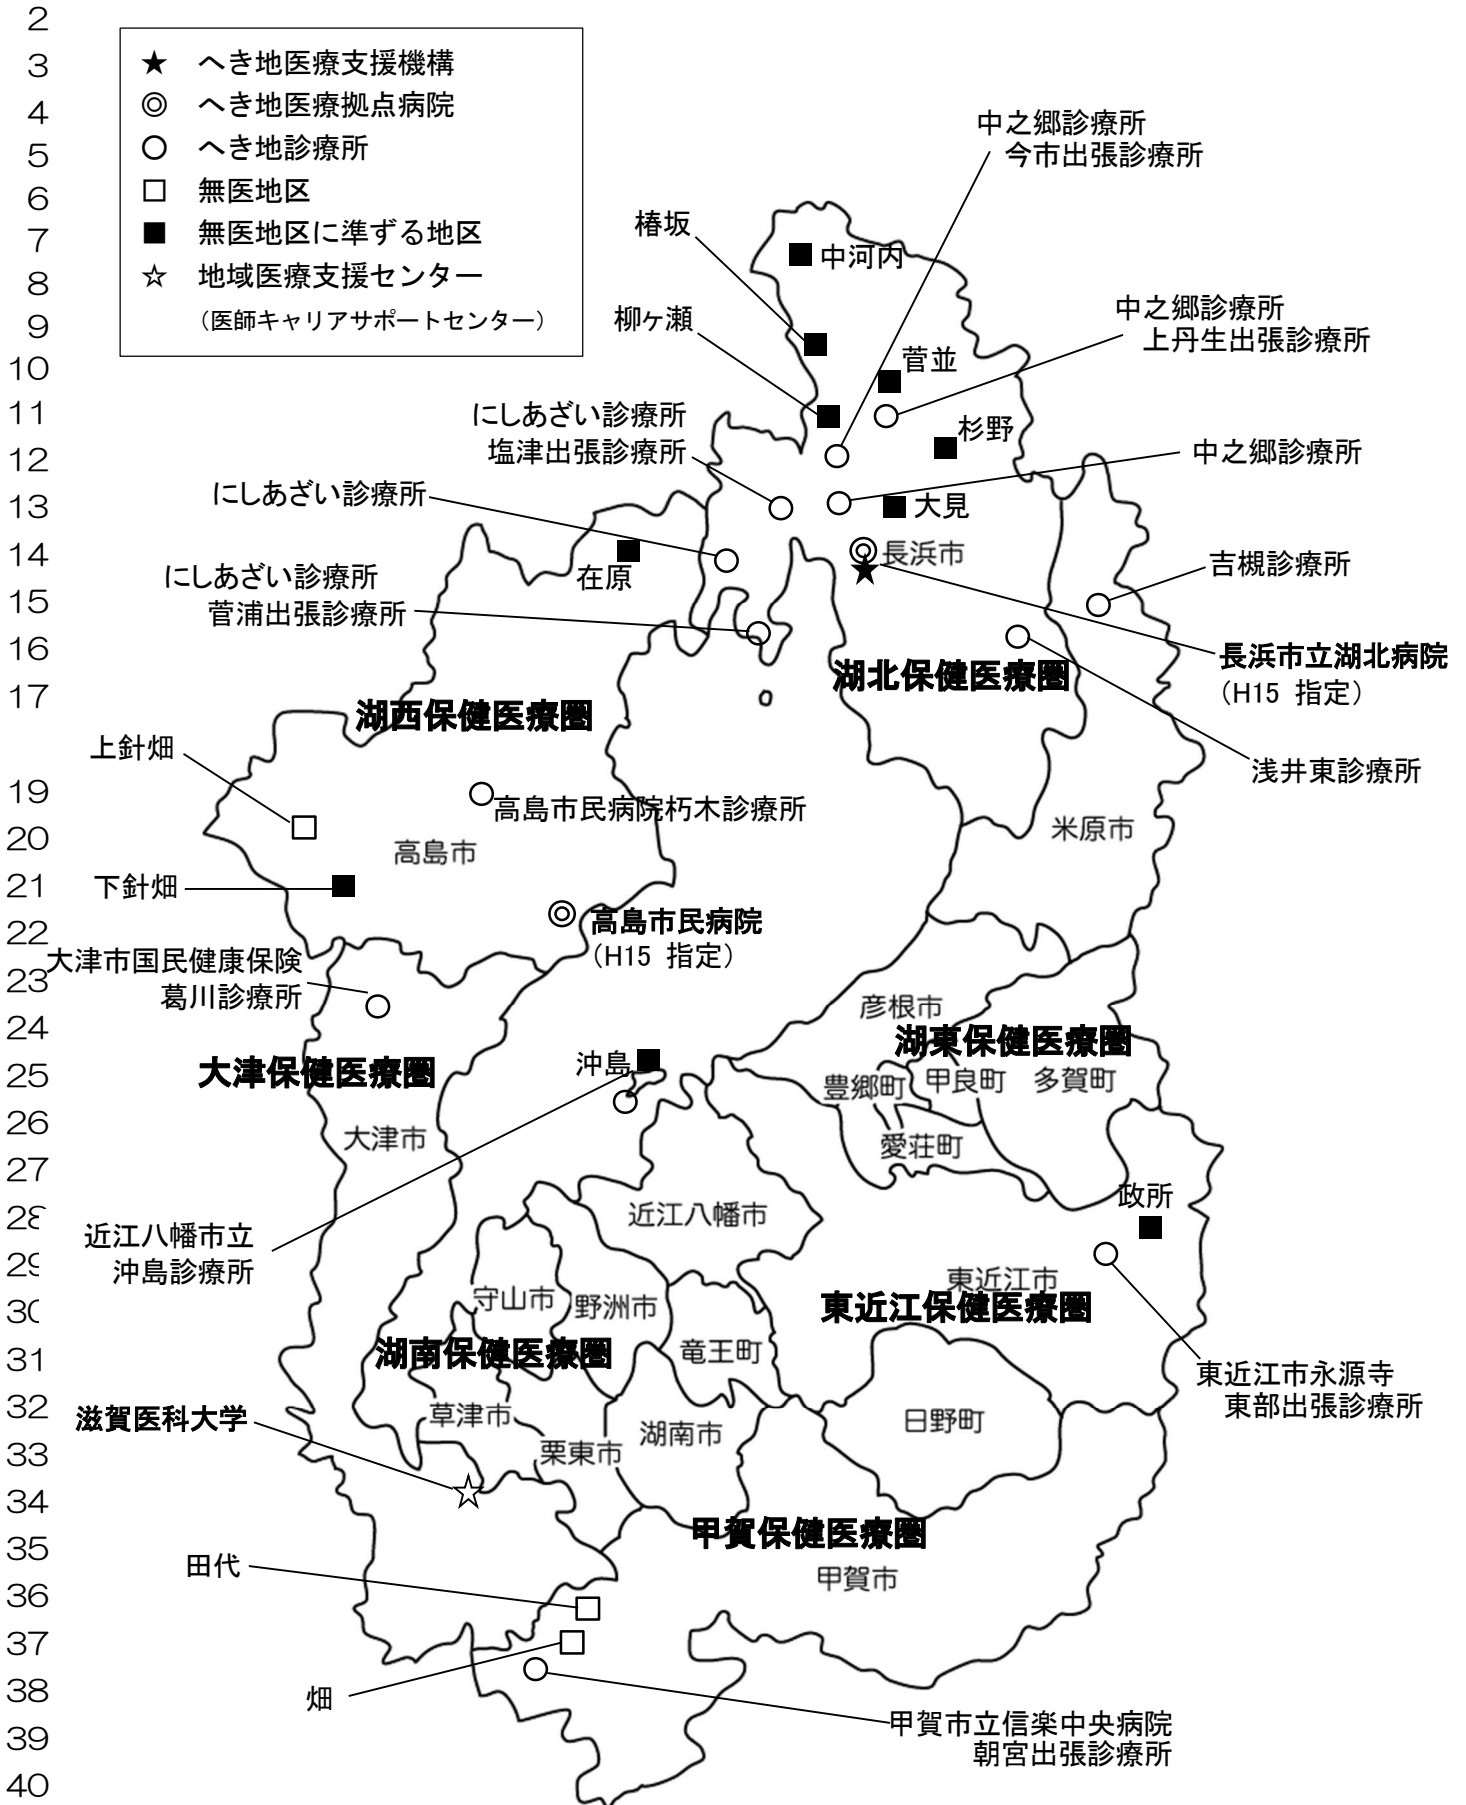 2
3
4
5
6
7
8
9
10
11
12
13
14
15
16
17
19
20
21
22
23
24
25
26
27
28
29
30
31
32
33
34
35
36
37
38
39
40
★ へき地医療支援機構
◎ へき地医療拠点病院
○ へき地診療所
□ 無医地区
■ 無医地区に準ずる地区
☆ 地域医療支援センター
（医師キャリアサポートセンター）
中之郷診療所
今市出張診療所
椿坂
中河内
柳ヶ瀬
中之郷診療所
上丹生出張診療所
菅並
にしあざい診療所
塩津出張診療所
杉野
中之郷診療所
にしあざい診療所
大見
長浜市
在原
吉槻診療所
にしあざい診療所
菅浦出張診療所
長浜市立湖北病院
（H15 指定）
湖北保健医療圏
湖西保健医療圏
上針畑
浅井東診療所
高島市民病院朽木診療所
米原市
高島市
下針畑
高島市民病院
（H15 指定）
大津市国民健康保険
葛川診療所
彦根市
湖東保健医療圏
沖島
大津保健医療圏
豊郷町
甲良町
多賀町
大津市
愛荘町
政所
近江八幡市
近江八幡市立
沖島診療所
東近江市
東近江保健医療圏
守山市
野洲市
竜王町
湖南保健医療圏
東近江市永源寺
東部出張診療所
滋賀医科大学
草津市
湖南市
日野町
栗東市
甲賀保健医療圏
田代
甲賀市
畑
甲賀市立信楽中央病院
朝宮出張診療所